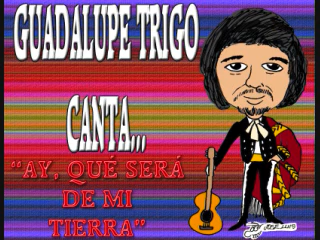 GUADALUPE TRIGO
CANTA,,,
"AY, QUÉ SERÁ
DE MI
TIERRA"